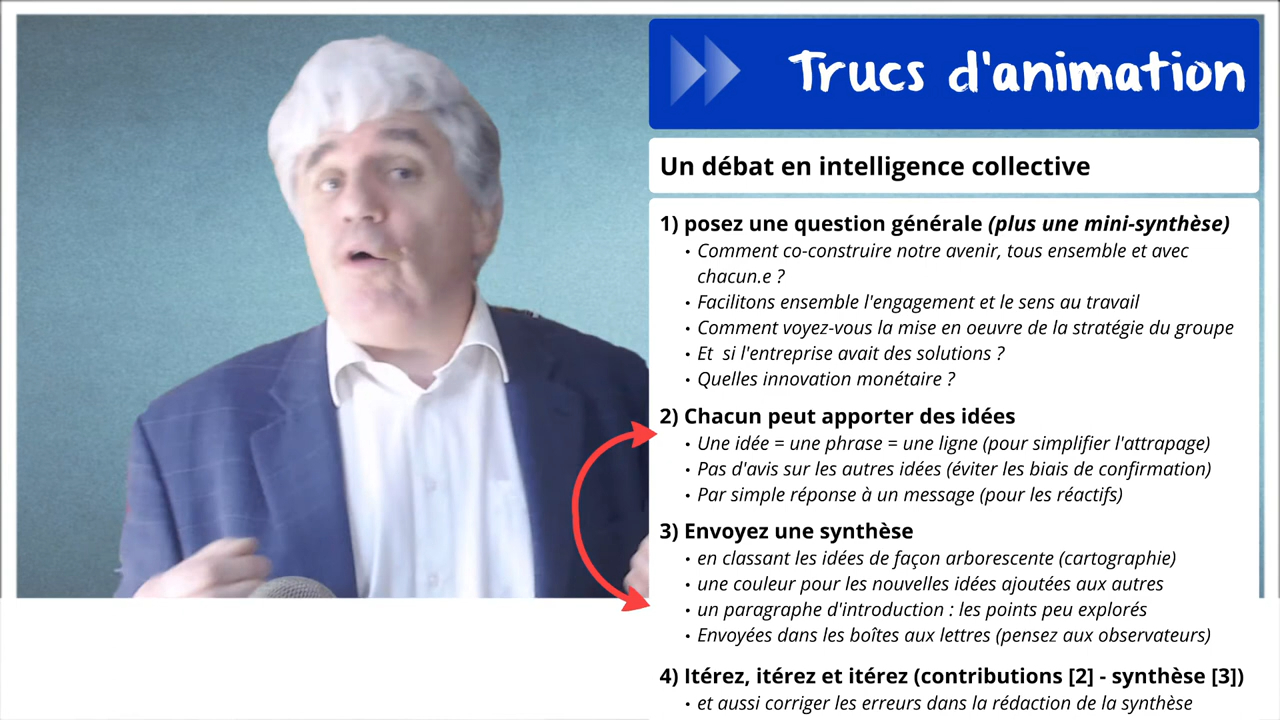 Trucs d'animation
Un débat en intelligence collective
1) posez une question générale (plus une mini-synthèse)
• Comment co-construire notre avenir, tous ensemble et avec
chacun.e ?
• Facilitons ensemble l'engagement et le sens au travail
• Comment voyez-vous la mise en oeuvre de la stratégie du groupe
• Et si l'entreprise avait des solutions ?
• Quelles innovation monétaire ?
2) Chacun peut apporter des idées
• Une idée = une phrase = une ligne (pour simplifier l'attrapage)
• Pas d'avis sur les autres idées (éviter les biais de confirmation)
• Par simple réponse à un message (pour les réactifs)
3) Envoyez une synthèse
• en classant les idées de façon arborescente (cartographie)
• une couleur pour les nouvelles idées ajoutées aux autres
• un paragraphe d'introduction : les points peu explorés
• Envoyées dans les boîtes aux lettres (pensez aux observateurs)
4) Itérez, itérez et itérez (contributions [2] - synthèse [3])
• et aussi corriger les erreurs dans la rédaction de la synthèse